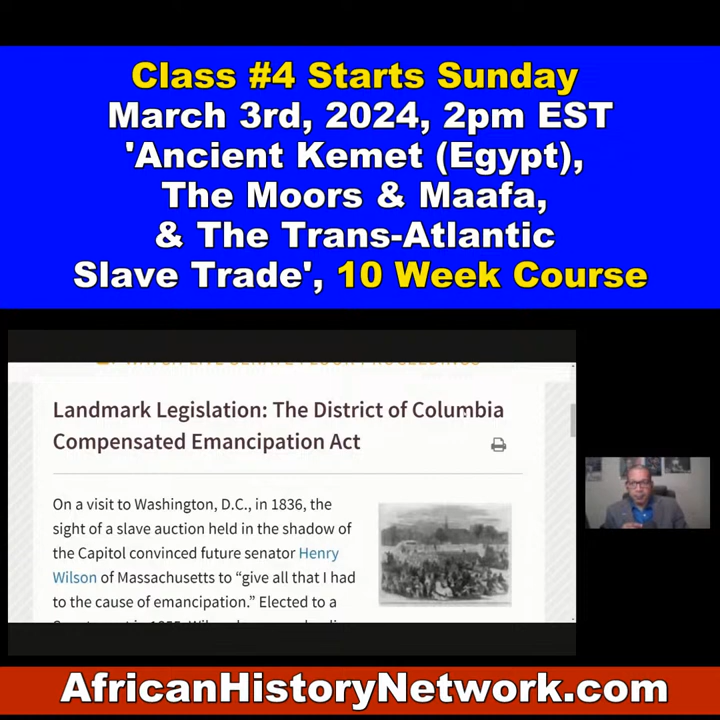 Class #4 Starts Sunday
March 3rd, 2024, 2pm EST
'Ancient Kemet (Egypt),
The Moors & Maafa,
& The Trans-Atlantic
Slave Trade', 10 Week Course
Landmark Legislation: The District of Columbia
Compensated Emancipation Act
On a visit to Washington, D.C., in 1836, the
sight of a slave auction held in the shadow of
the Capitol convinced future senator Henry
Wilson of Massachusetts to “give all that I had
to the cause of emancipation.” Elected to a
AfricanHistoryNetwork.com